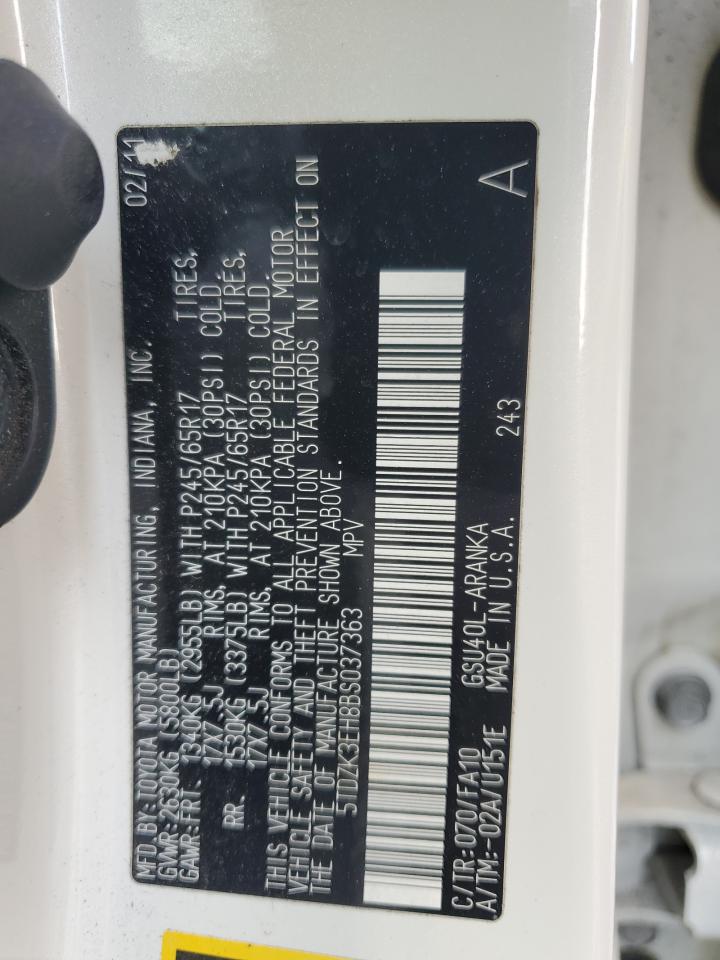 MFD. BY: TOYOTA MOTOR MANUFACTURING, INDIANA, INC. 02/11
GVWR: 2630KG (5800LB)
GAWR: FRT 1340KG (2955LB) WITH P245/65R17 TIRES,
17X7.5J RIMS, AT 210KPA (30PSI) COLD.
RR 1530KG (3375LB) WITH P245/65R17 TIRES,
17X7.5J RIMS, AT 210KPA (30PSI) COLD.
THIS VEHICLE CONFORMS TO ALL APPLICABLE FEDERAL MOTOR
VEHICLE SAFETY AND THEFT PREVENTION STANDARDS IN EFFECT ON
THE DATE OF MANUFACTURE SHOWN ABOVE.
5TDZK3EH8BS037363 MPV
C/TR: 070/FA10 GSU40L-ARANKA 243 A
A/TM: -02A/U151E MADE IN U.S.A.